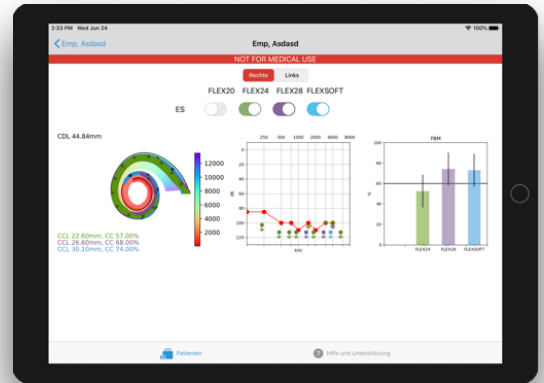 2:33 PM Wed Jun 24
100%
Emp, Asdasd
Emp, Asdasd
NOT FOR MEDICAL USE
Rechts Links
FLEX20 FLEX24 FLEX28 FLEXSOFT
ES
CDL 44.84mm
12000
10000
8000
6000
4000
2000
CCL 22.60mm, CC 57.00%
CCL 26.60mm, CC 68.00%
CCL 30.10mm, CC 74.00%
250 500 1000 2000 4000 8000
0
20
40
60
80
100
120
dB
kHz
FBM
100
80
60
40
20
0
%
FLEX24 FLEX28 FLEXSOFT
Patienten
Hilfe und Unterstützung